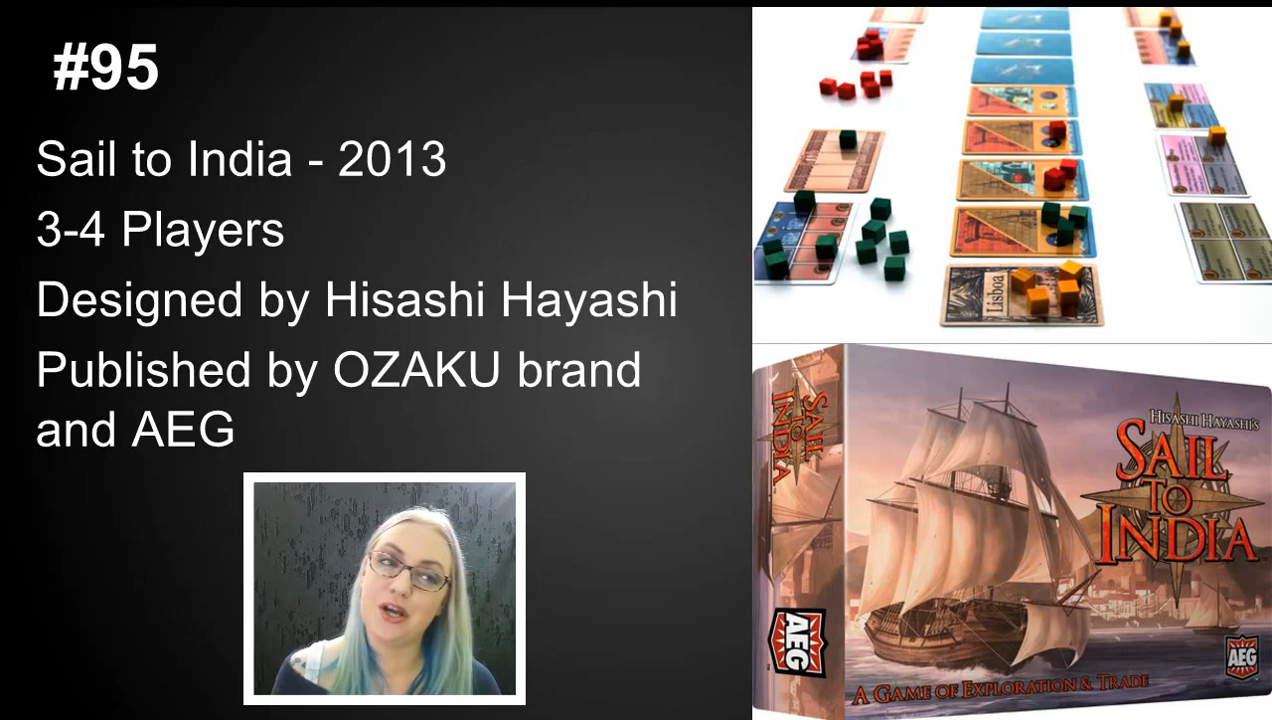 #95
Sail to India - 2013
3-4 Players
Designed by Hisashi Hayashi
Published by OZAKU brand
and AEG
Lisboa
SAIL
TO
INDIA
AEG
HISASHI HAYASHI'S
SAIL
TO
INDIA
AEG
A GAME OF EXPLORATION & TRADE